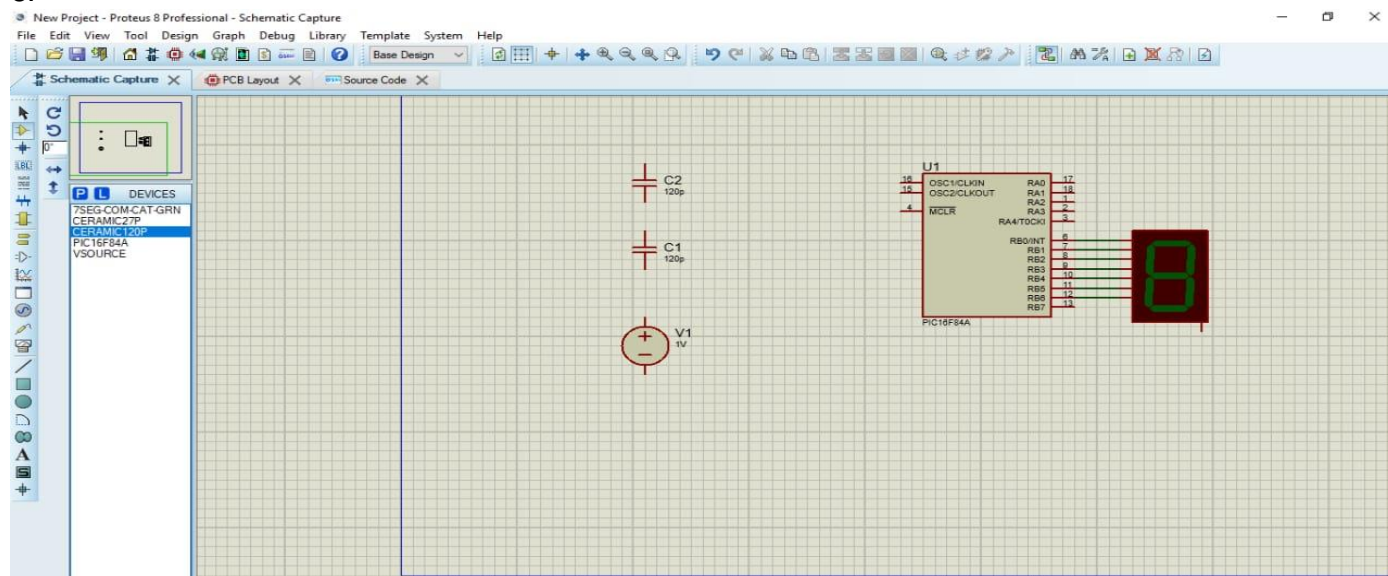 New Project - Proteus 8 Professional - Schematic Capture
File Edit View Tool Design Graph Debug Library Template System Help
Base Design
Schematic Capture
PCB Layout
Source Code
0°
LBL
P L DEVICES
7SEG-COM-CAT-GRN
CERAMIC27P
CERAMIC120P
PIC16F84A
VSOURCE
A
S
C2
120p
C1
120p
V1
1V
U1
16 OSC1/CLKIN RA0 17
15 OSC2/CLKOUT RA1 18
RA2 1
4 MCLR RA3 2
RA4/T0CKI 3
RB0/INT 6
RB1 7
RB2 8
RB3 9
RB4 10
RB5 11
RB6 12
RB7 13
PIC16F84A